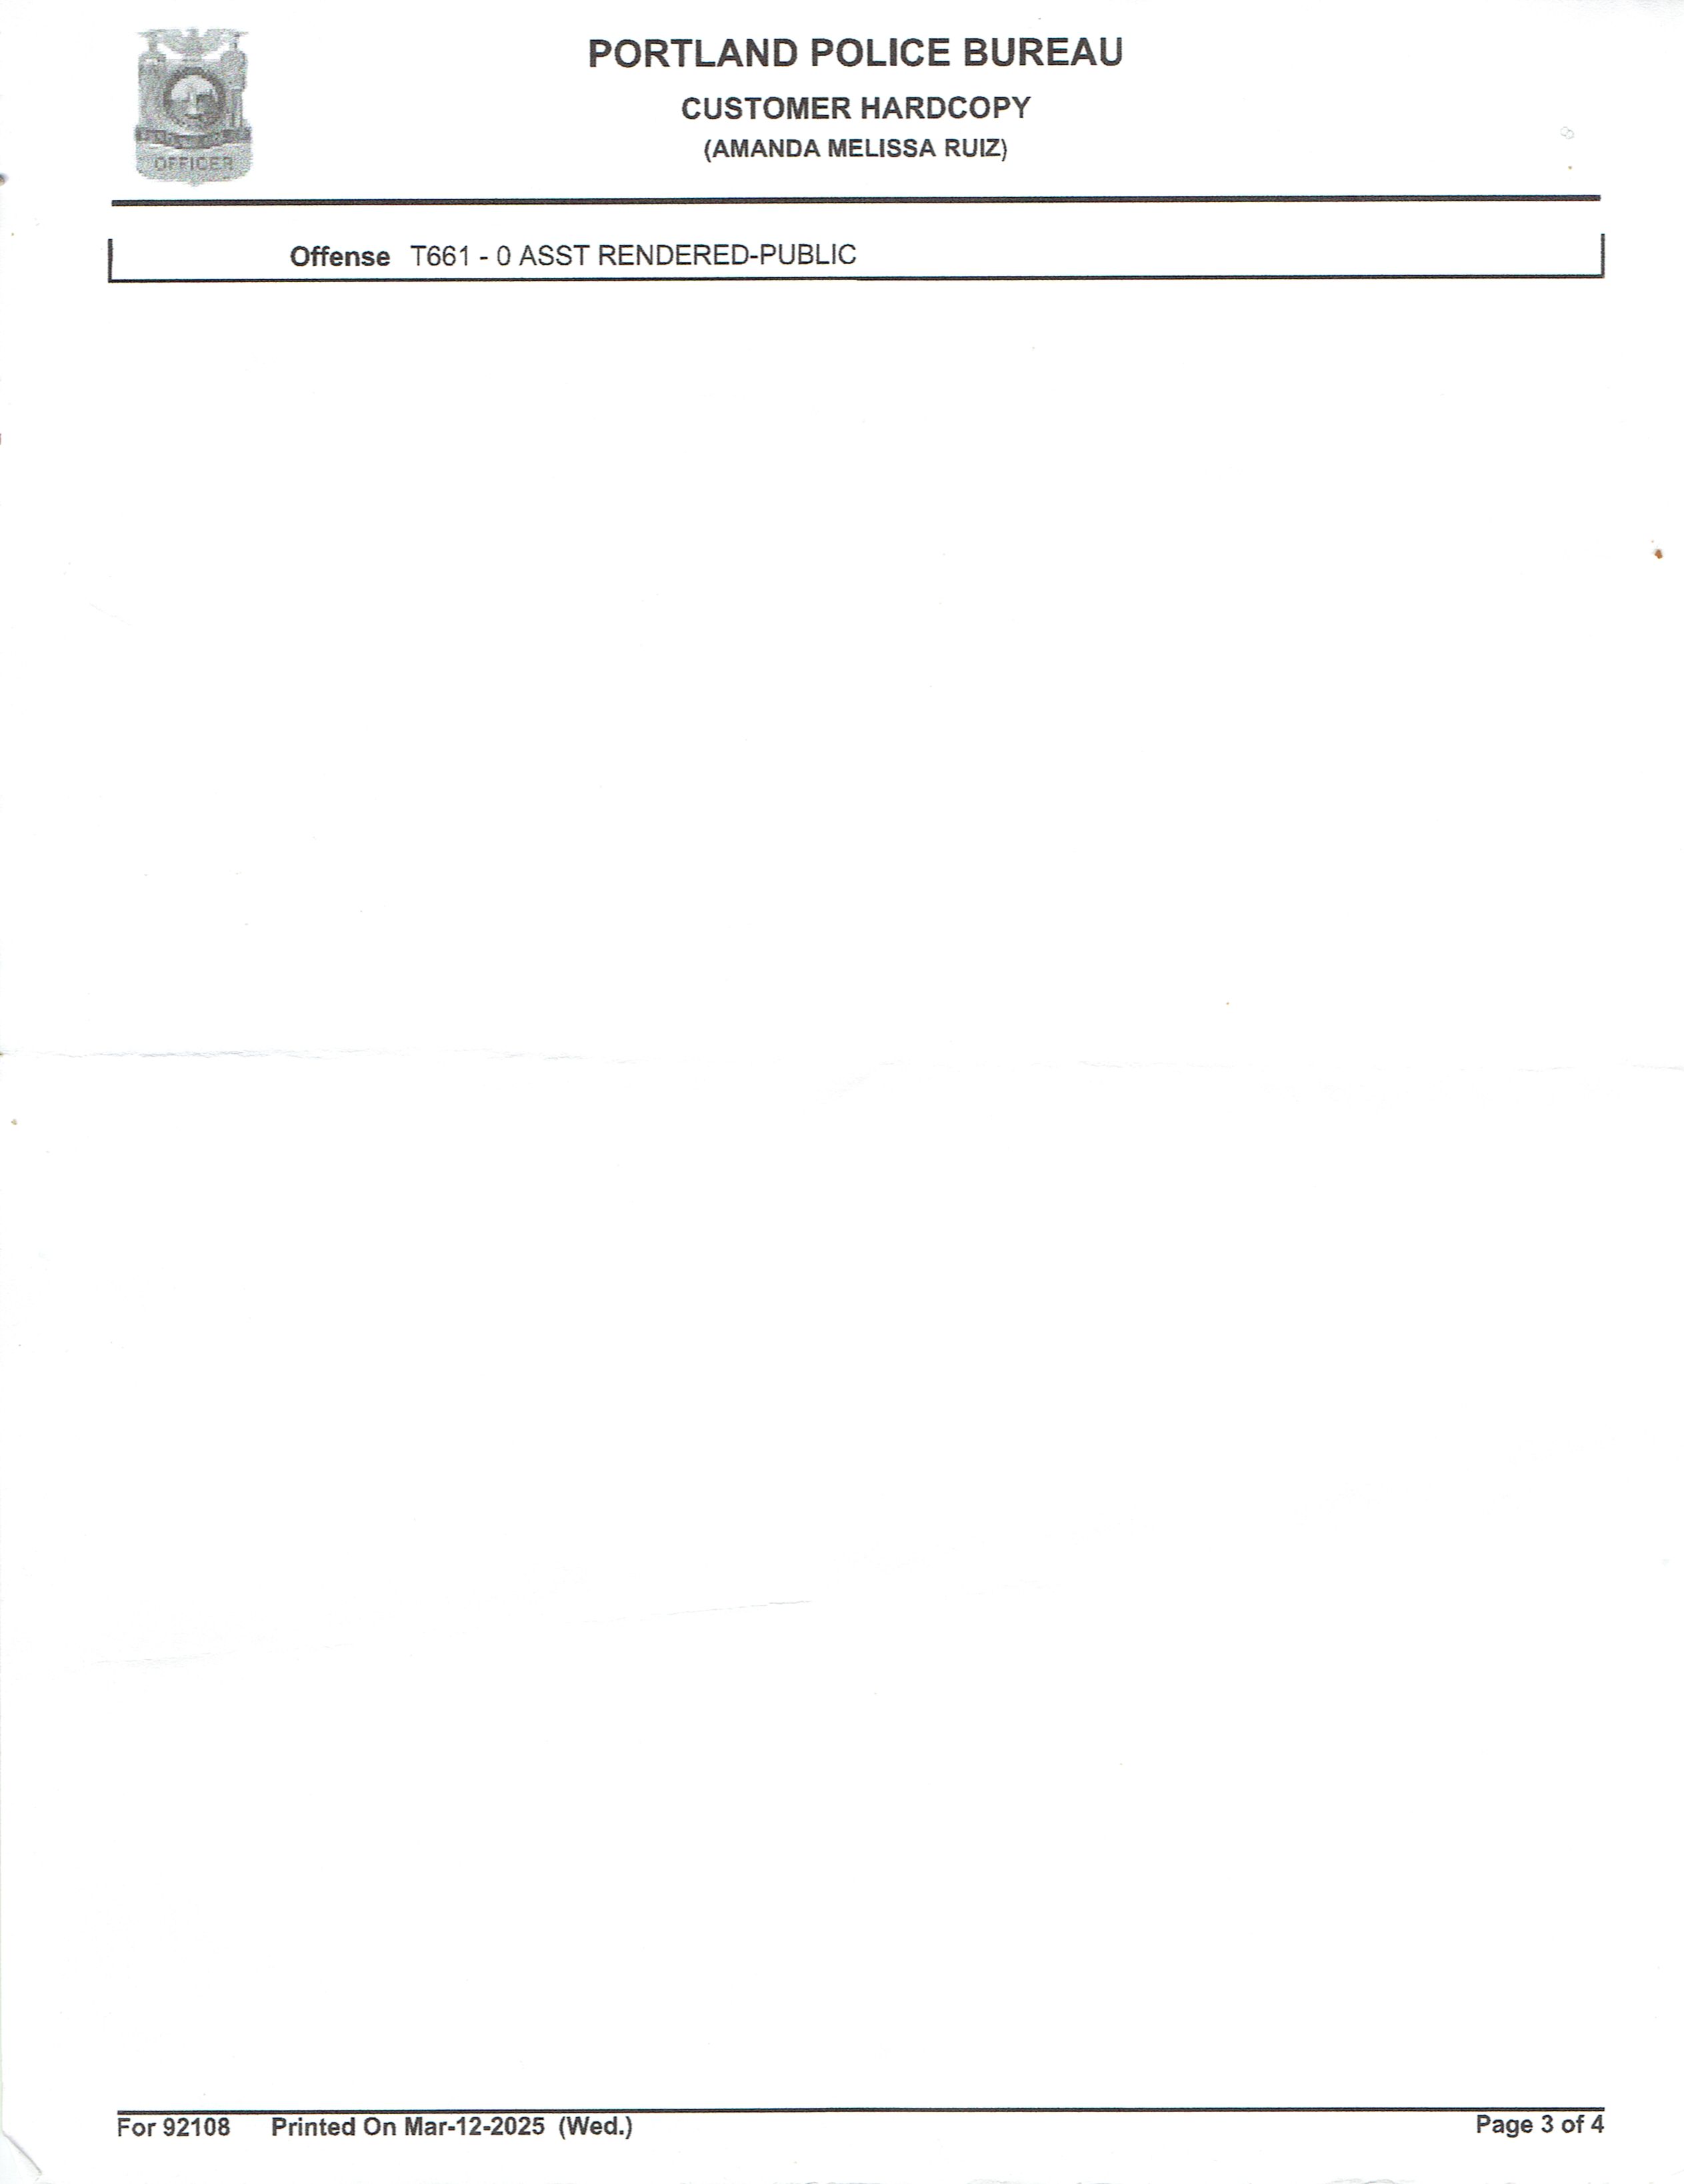 OFFICER
PORTLAND POLICE BUREAU
CUSTOMER HARDCOPY
(AMANDA MELISSA RUIZ)
Offense T661 - 0 ASST RENDERED-PUBLIC
For 92108 Printed On Mar-12-2025 (Wed.)
Page 3 of 4